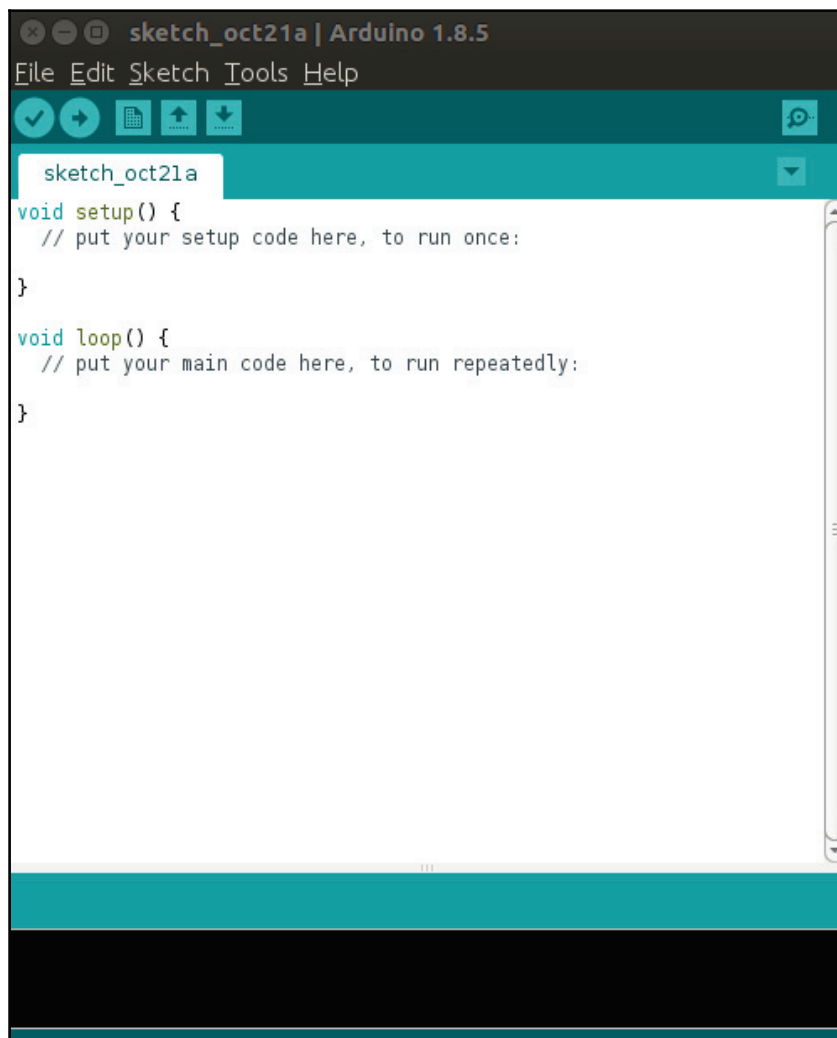 sketch_oct21a | Arduino 1.8.5
File Edit Sketch Tools Help
sketch_oct21a
void setup() {
  // put your setup code here, to run once:
}
void loop() {
  // put your main code here, to run repeatedly:
}